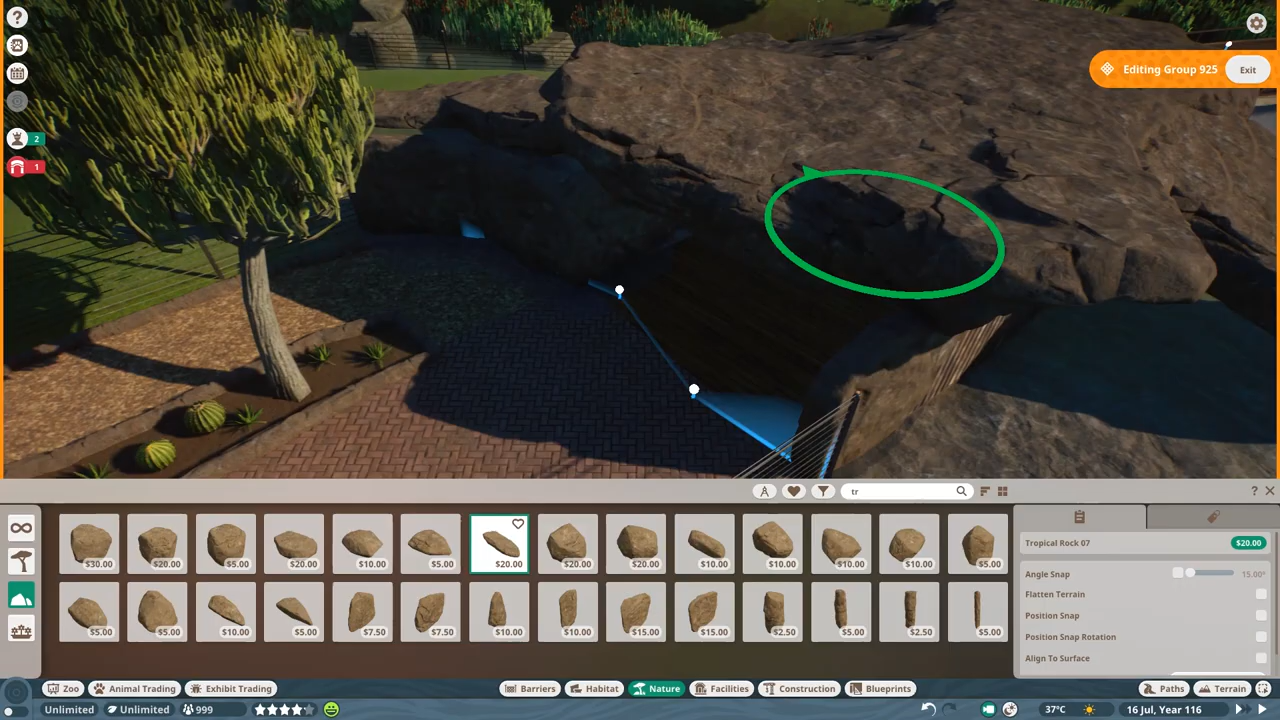 ?
2
1
Editing Group 925
Exit
tr
?
$30.00
$20.00
$5.00
$20.00
$10.00
$5.00
$20.00
$20.00
$20.00
$10.00
$10.00
$10.00
$10.00
$5.00
$5.00
$5.00
$10.00
$5.00
$7.50
$7.50
$10.00
$10.00
$15.00
$15.00
$2.50
$5.00
$2.50
$5.00
Tropical Rock 07
$20.00
Angle Snap
15.00°
Flatten Terrain
Position Snap
Position Snap Rotation
Align To Surface
Zoo
Animal Trading
Exhibit Trading
Barriers
Habitat
Nature
Facilities
Construction
Blueprints
Paths
Terrain
Unlimited
Unlimited
999
37°C
16 Jul, Year 116